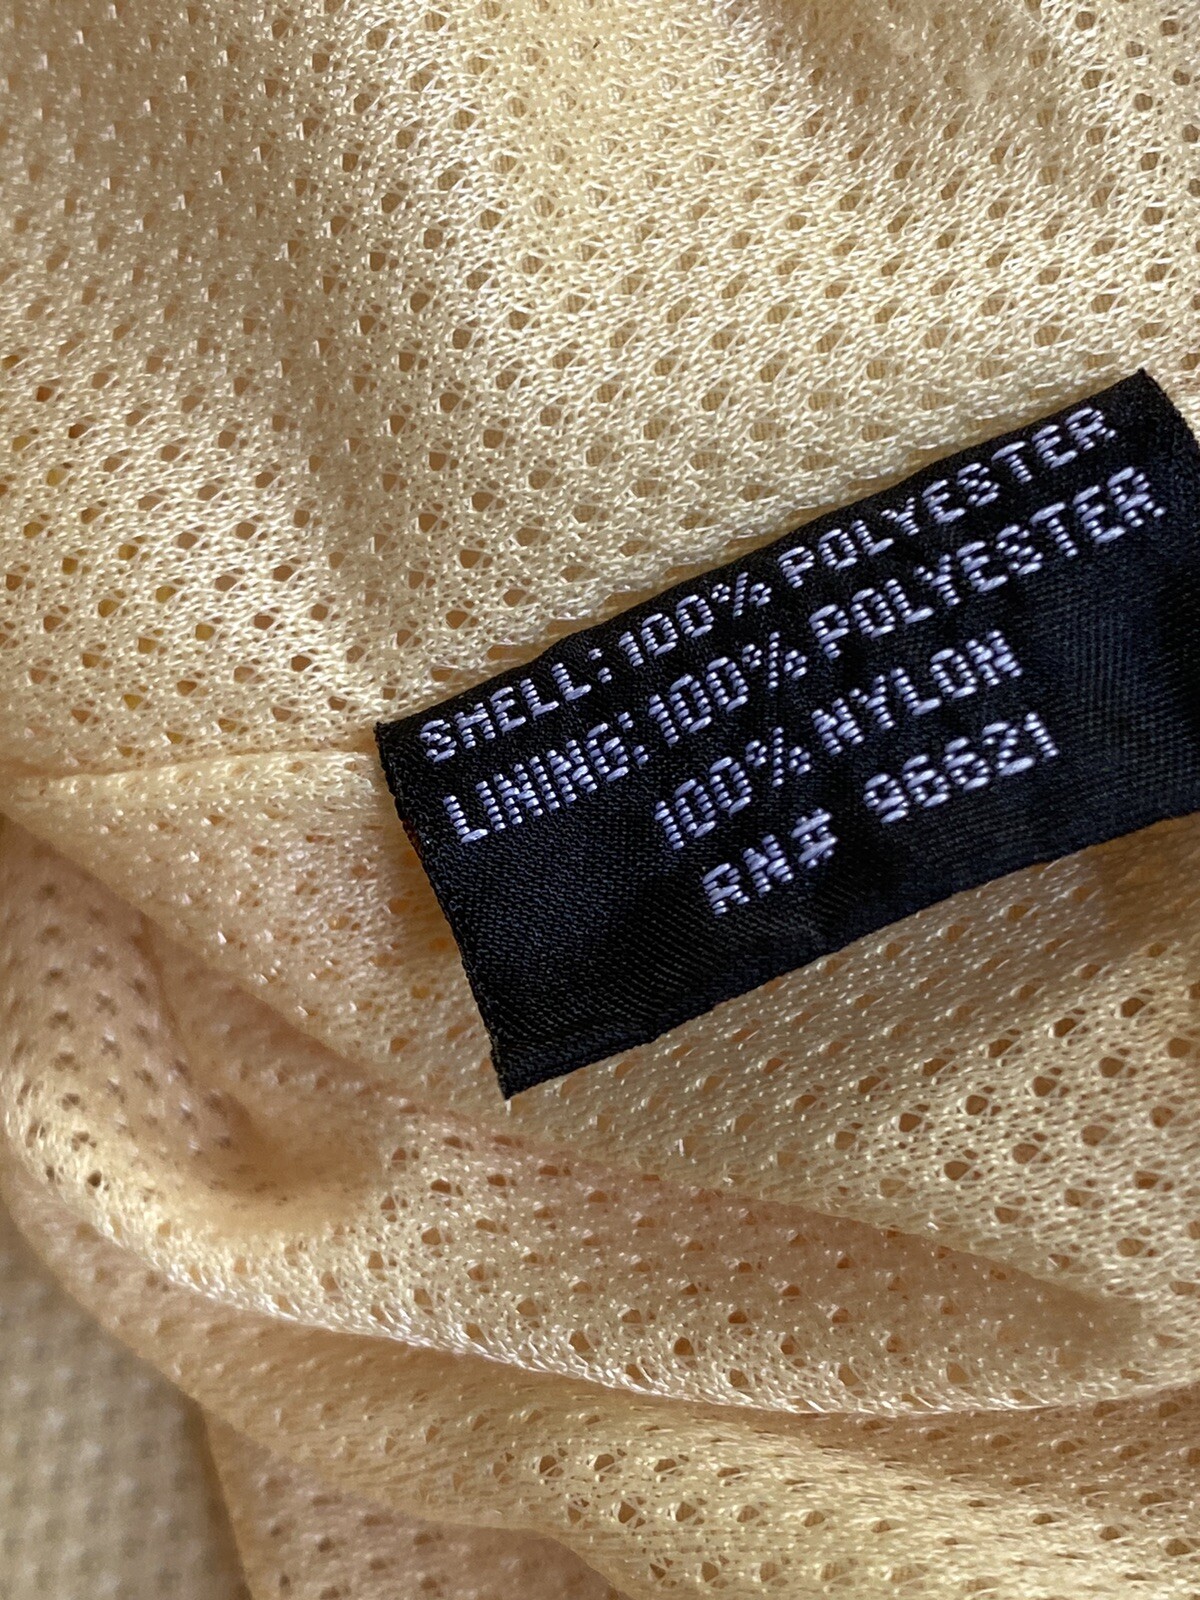 SHELL: 100% POLYESTER
LINING: 100% POLYESTER
100% NYLON
RN# 96621